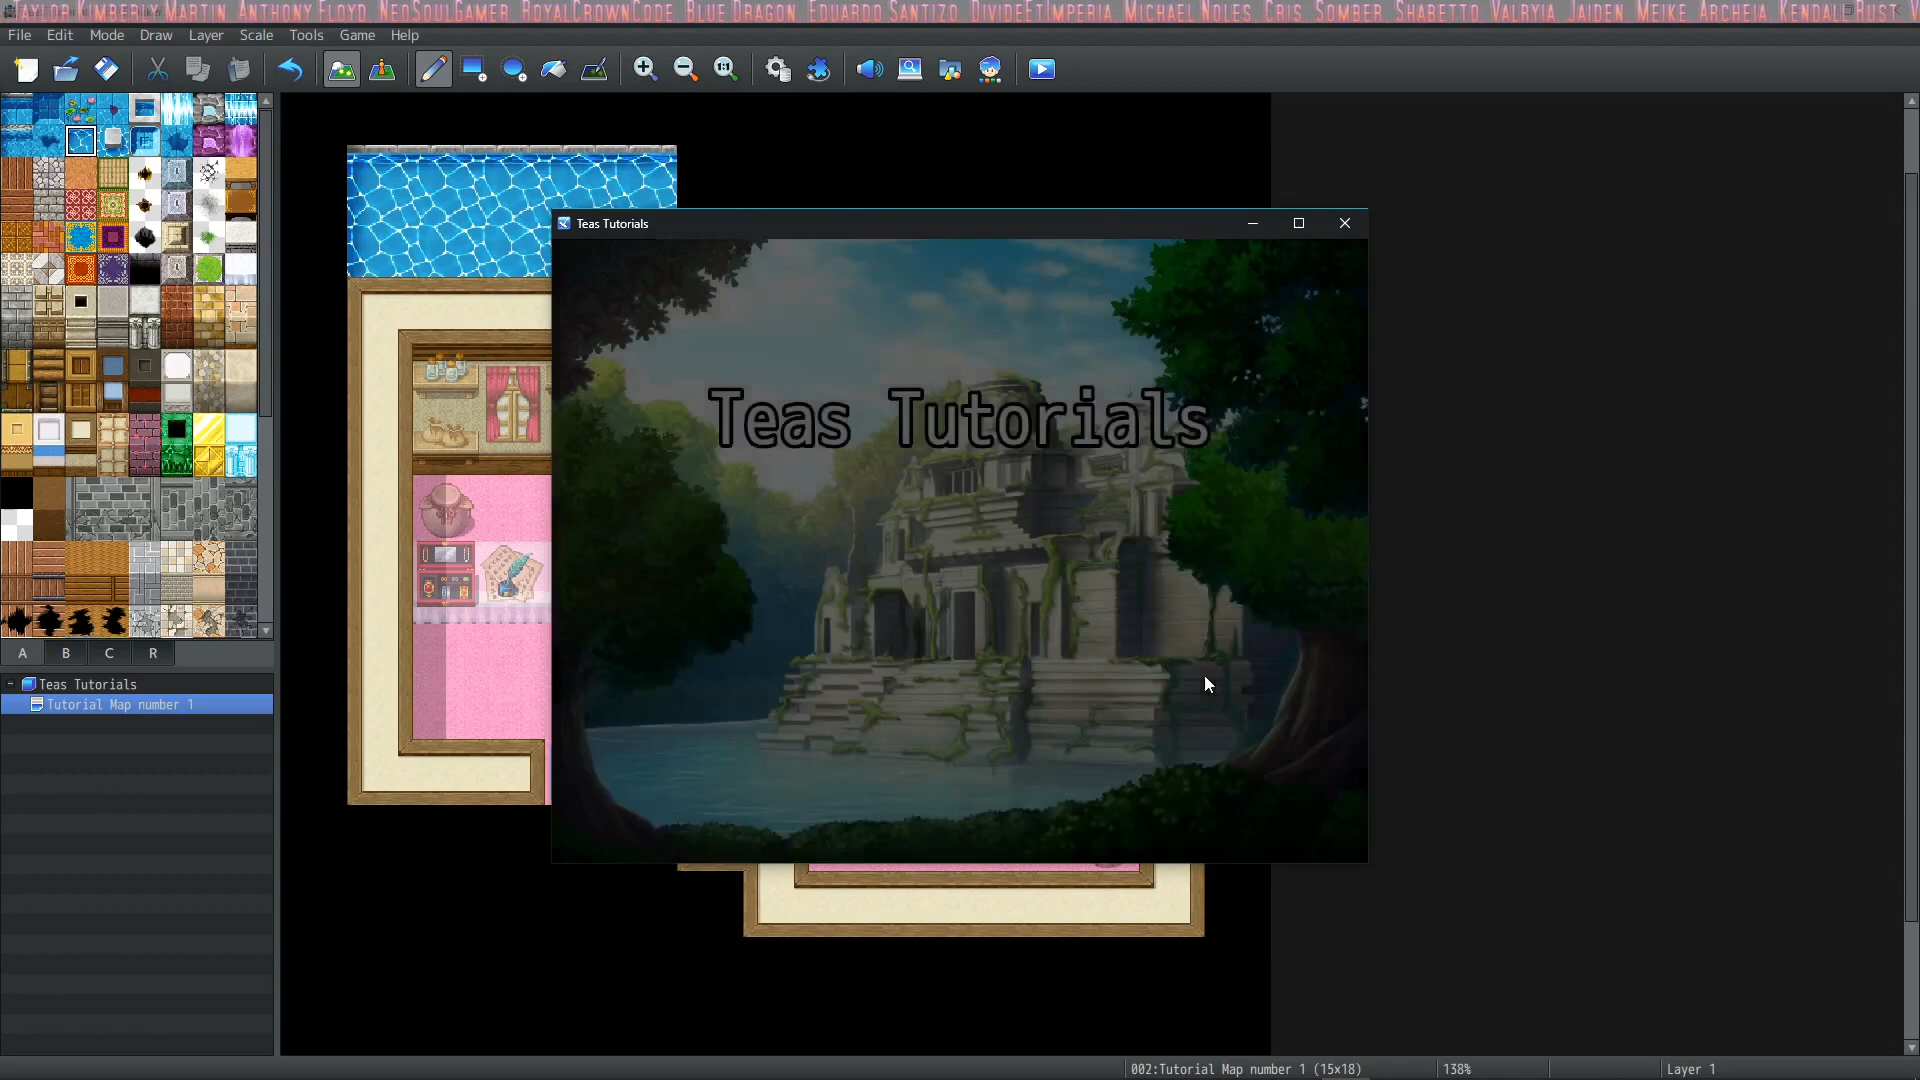 Taylor Amber Lei Martin Anthony Floyd NeoSoulGamer RoyalCrownCode Blue Dragon Eduardo Santizo DivideEtImperia Michael Noles Cris Somber Shabetto Valryia Jaiden Meike Archeia Kendall Rust V
File Edit Mode Draw Layer Scale Tools Game Help
Teas Tutorials
Teas Tutorials
A B C R
Teas Tutorials
Tutorial Map number 1
002:Tutorial Map number 1 (15x18) 138% Layer 1